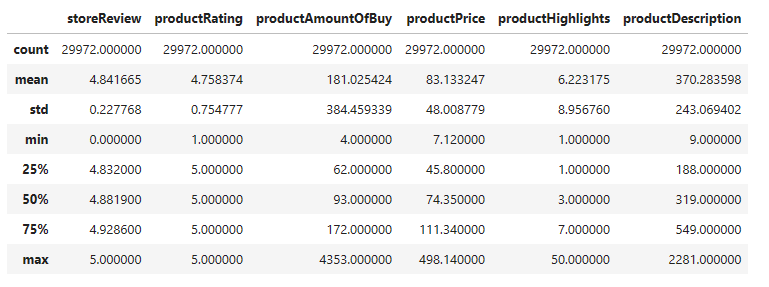 storeReview productRating productAmountOfBuy productPrice productHighlights productDescription
count 29972.000000 29972.000000 29972.000000 29972.000000 29972.000000 29972.000000
mean 4.841665 4.758374 181.025424 83.133247 6.223175 370.283598
std 0.227768 0.754777 384.459339 48.008779 8.956760 243.069402
min 0.000000 1.000000 4.000000 7.120000 1.000000 9.000000
25% 4.832000 5.000000 62.000000 45.800000 1.000000 188.000000
50% 4.881900 5.000000 93.000000 74.350000 3.000000 319.000000
75% 4.928600 5.000000 172.000000 111.340000 7.000000 549.000000
max 5.000000 5.000000 4353.000000 498.140000 50.000000 2281.000000